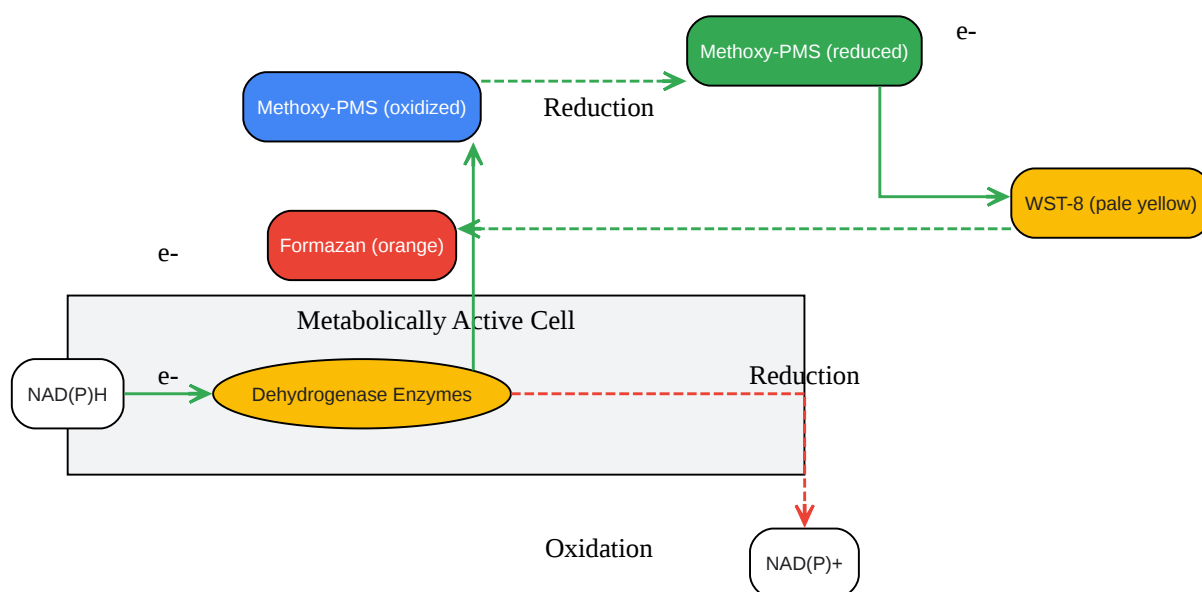 e-
Methoxy-PMS (reduced)
Methoxy-PMS (oxidized)
Reduction
WST-8 (pale yellow)
Formazan (orange)
e-
Metabolically Active Cell
e-
Reduction
NAD(P)H
Dehydrogenase Enzymes
Oxidation
NAD(P)+